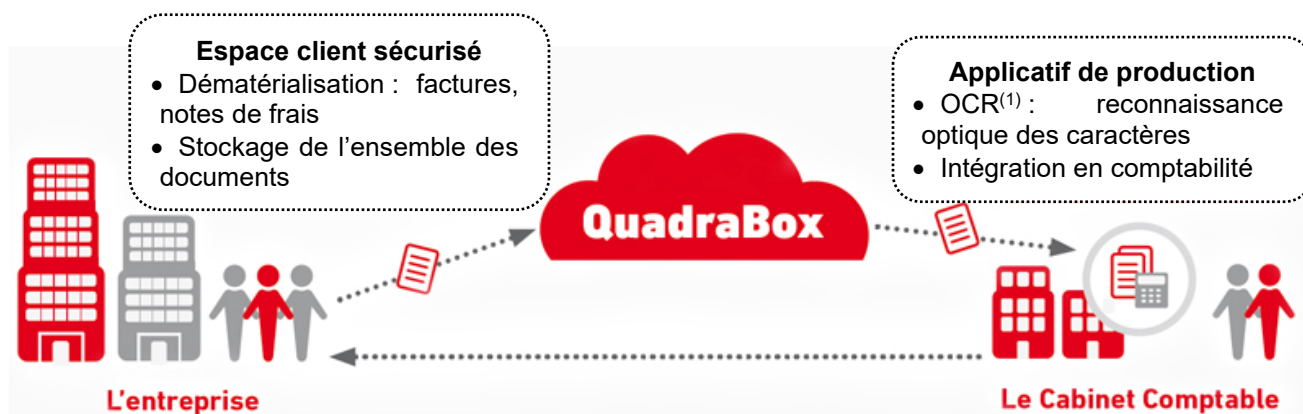 Espace client sécurisé
• Dématérialisation : factures,
notes de frais
• Stockage de l’ensemble des
documents
Applicatif de production
• OCR(1) : reconnaissance
optique des caractères
• Intégration en comptabilité
QuadraBox
L'entreprise
Le Cabinet Comptable